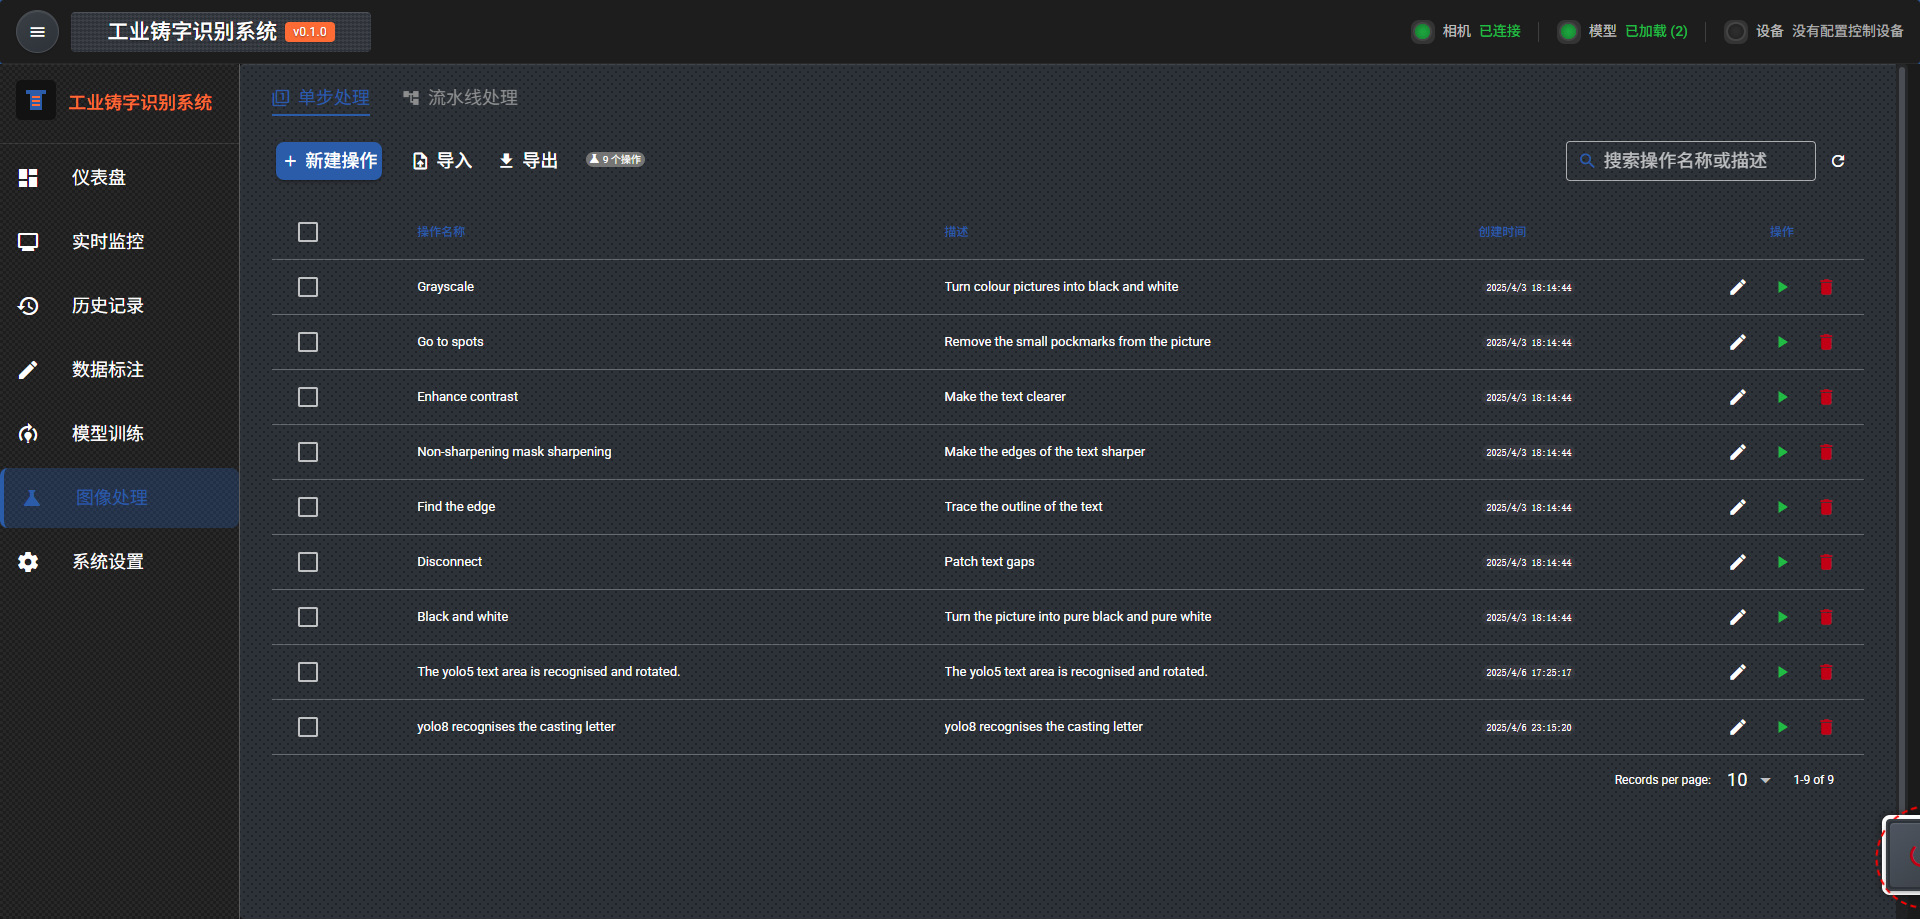 工业铸字识别系统 v0.1.0
相机 已连接 模型 已加载 (2) 设备 没有配置控制设备
工业铸字识别系统
仪表盘
实时监控
历史记录
数据标注
模型训练
图像处理
系统设置
单步处理 流水线处理
+ 新建操作 导入 导出 9 个操作 搜索操作名称或描述
操作名称 描述 创建时间 操作
Grayscale Turn colour pictures into black and white 2025/4/3 18:14:44
Go to spots Remove the small pockmarks from the picture 2025/4/3 18:14:44
Enhance contrast Make the text clearer 2025/4/3 18:14:44
Non-sharpening mask sharpening Make the edges of the text sharper 2025/4/3 18:14:44
Find the edge Trace the outline of the text 2025/4/3 18:14:44
Disconnect Patch text gaps 2025/4/3 18:14:44
Black and white Turn the picture into pure black and pure white 2025/4/3 18:14:44
The yolo5 text area is recognised and rotated. The yolo5 text area is recognised and rotated. 2025/4/6 17:25:17
yolo8 recognises the casting letter yolo8 recognises the casting letter 2025/4/6 23:15:20
Records per page: 10 1-9 of 9